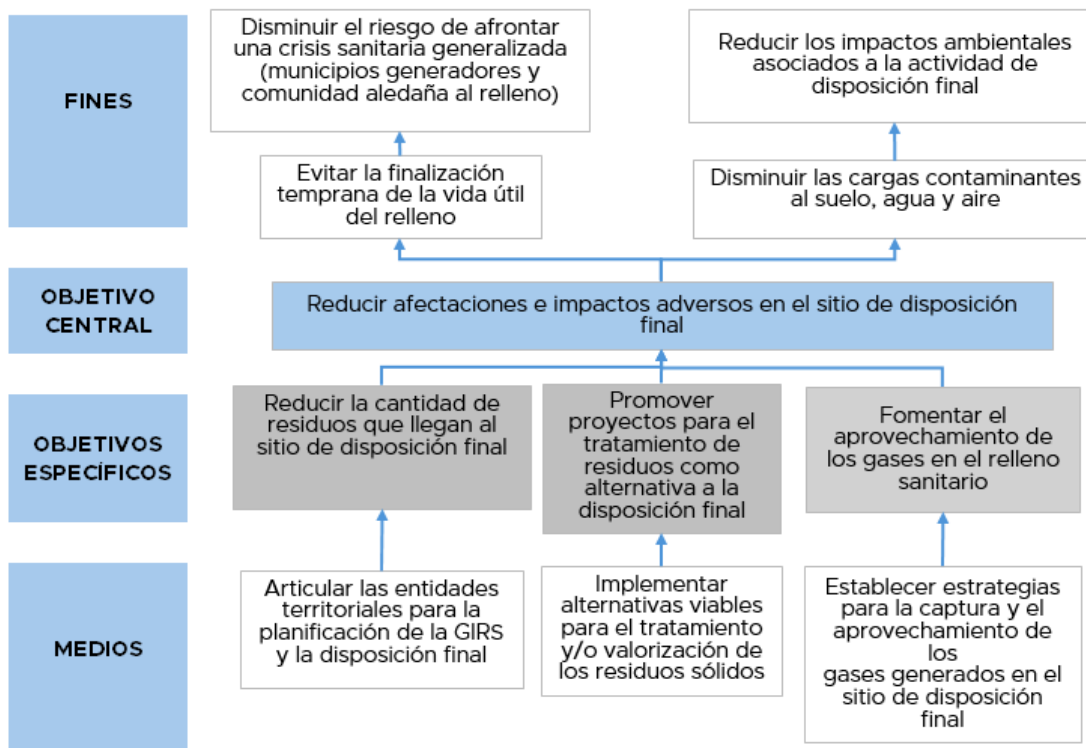 FINES
Disminuir el riesgo de afrontar
una crisis sanitaria generalizada
(municipios generadores y
comunidad aledaña al relleno)
Reducir los impactos ambientales
asociados a la actividad de
disposición final
Evitar la finalización
temprana de la vida útil
del relleno
Disminuir las cargas contaminantes
al suelo, agua y aire
OBJETIVO
CENTRAL
Reducir afectaciones e impactos adversos en el sitio de disposición
final
OBJETIVOS
ESPECÍFICOS
Reducir la cantidad de
residuos que llegan al
sitio de disposición final
Promover
proyectos para el
tratamiento de
residuos como
alternativa a la
disposición final
Fomentar el
aprovechamiento de
los gases en el relleno
sanitario
MEDIOS
Articular las entidades
territoriales para la
planificación de la GIRS
y la disposición final
Implementar
alternativas viables
para el tratamiento
y/o valorización de
los residuos sólidos
Establecer estrategias
para la captura y el
aprovechamiento de
los
gases generados en el
sitio de disposición
final